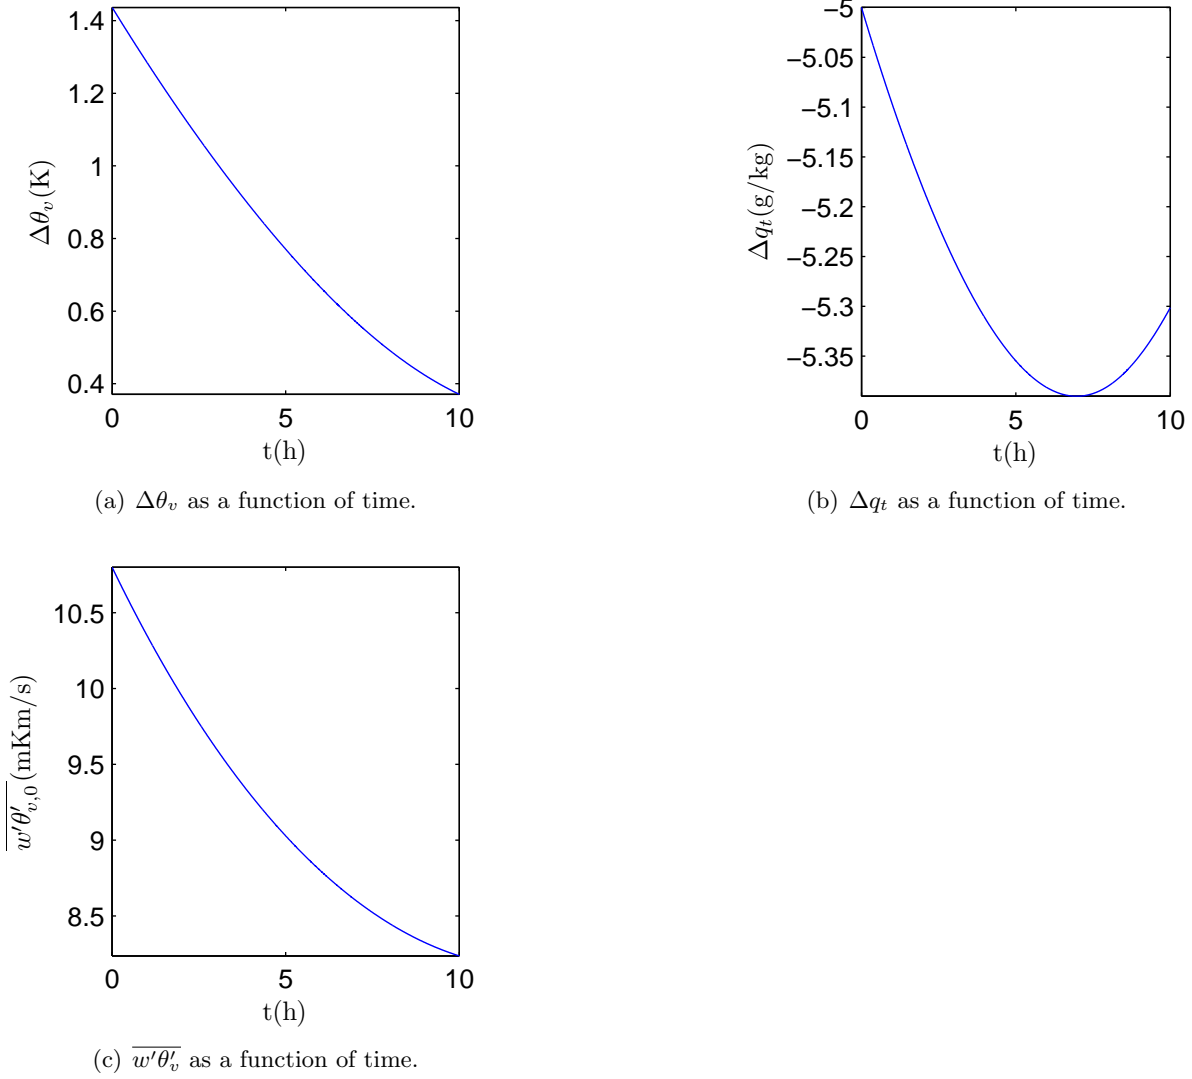 1.4
1.2
1
0.8
0.6
0.4
Δθv(K)
0 5 10
t(h)
(a) Δθv as a function of time.
−5
−5.05
−5.1
−5.15
−5.2
−5.25
−5.3
−5.35
Δqt(g/kg)
0 5 10
t(h)
(b) Δqt as a function of time.
10.5
10
9.5
9
8.5
w′θ′v,0(mKm/s)
0 5 10
t(h)
(c) w′θ′v as a function of time.